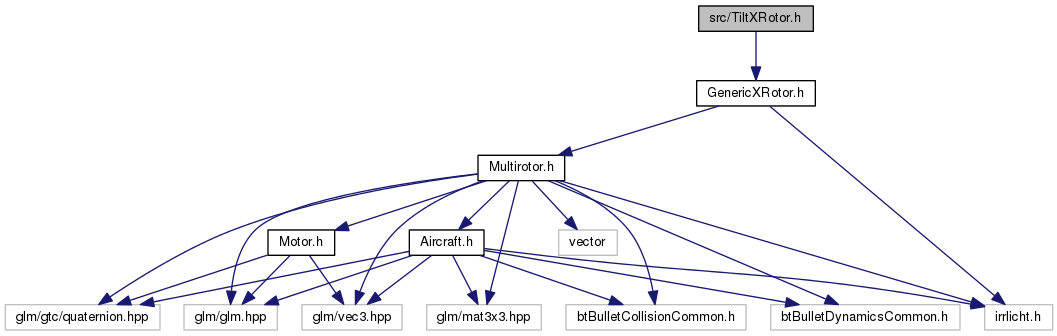 src/TiltXRotor.h
GenericXRotor.h
Multirotor.h
Motor.h
Aircraft.h
vector
glm/gtc/quaternion.hpp
glm/glm.hpp
glm/vec3.hpp
glm/mat3x3.hpp
btBulletCollisionCommon.h
btBulletDynamicsCommon.h
irrlicht.h